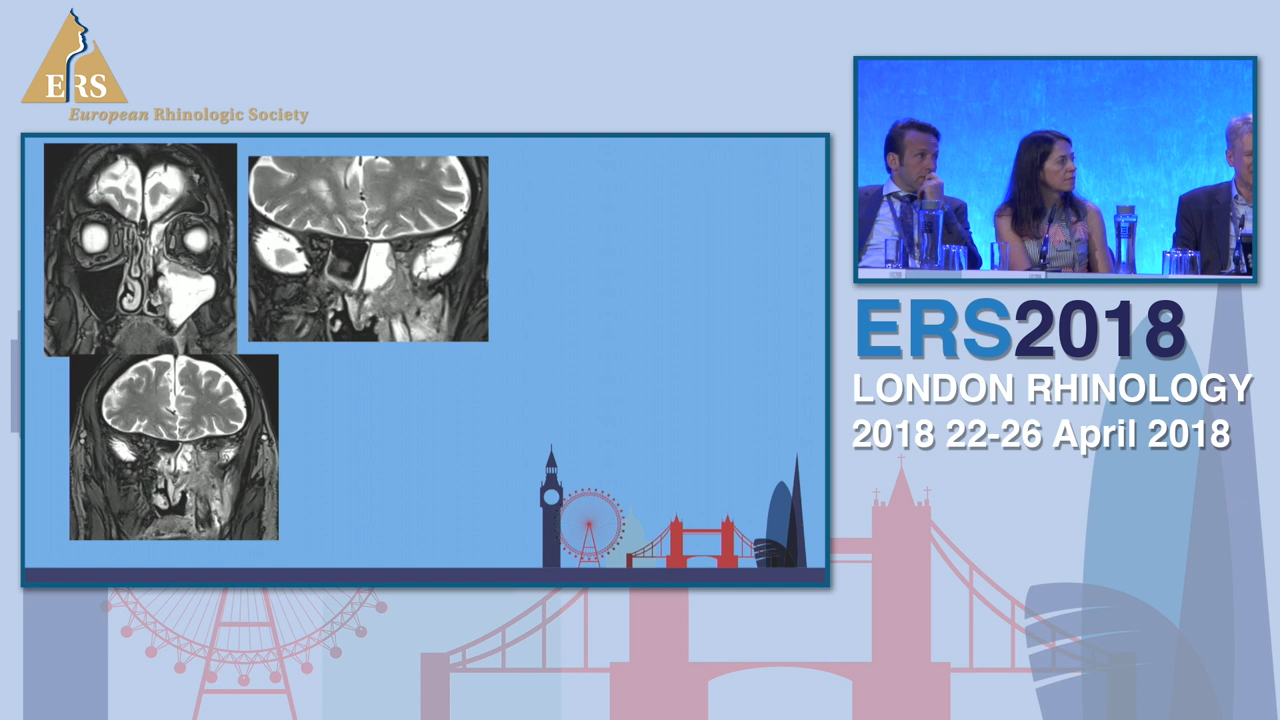 ERS
European Rhinologic Society
ERS2018
LONDON RHINOLOGY
2018 22-26 April 2018